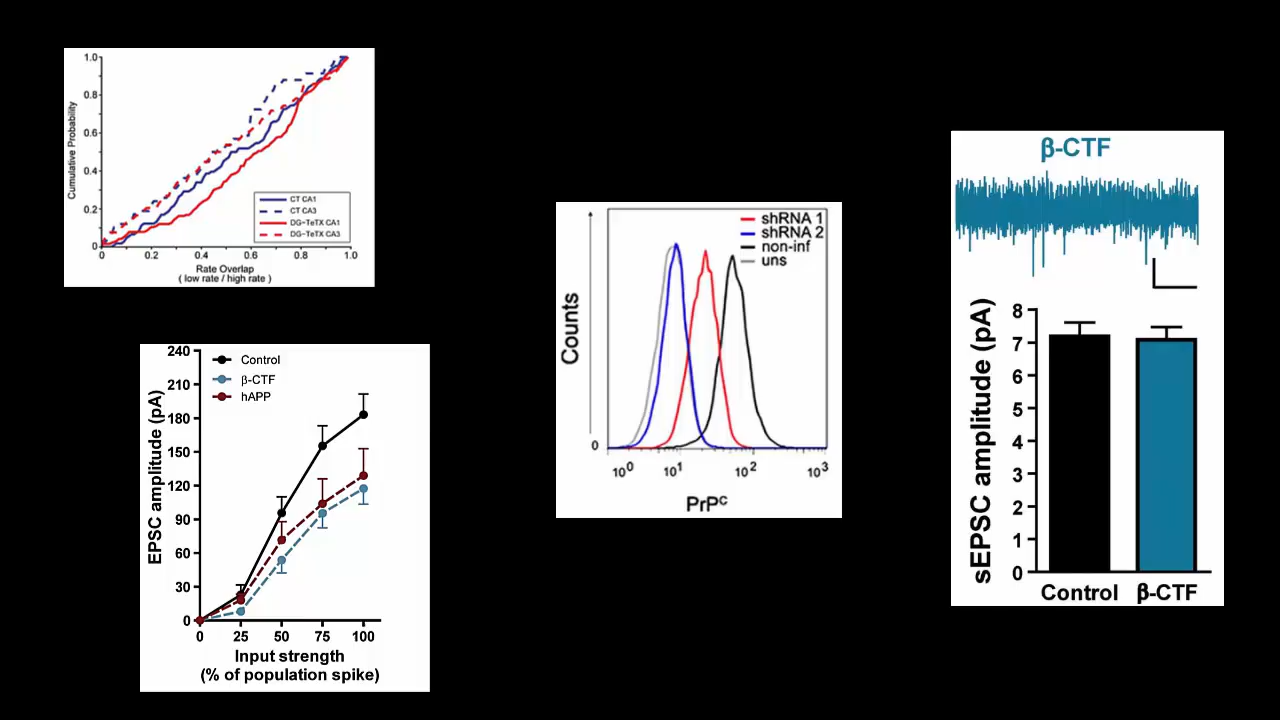 1.0
0.8
0.6
0.4
0.2
0
Cumulative Probability
CT CA1
CT CA3
DG-TeTX CA1
DG-TeTX CA3
0 0.2 0.4 0.6 0.8 1.0
Rate Overlap
( low rate / high rate )
240
210
180
150
120
90
60
30
0
EPSC amplitude (pA)
Control
β-CTF
hAPP
0 25 50 75 100
Input strength
(% of population spike)
shRNA 1
shRNA 2
non-inf
uns
Counts
0
10⁰ 10¹ 10² 10³
PrPᶜ
β-CTF
8
7
6
5
4
3
2
1
0
sEPSC amplitude (pA)
Control β-CTF